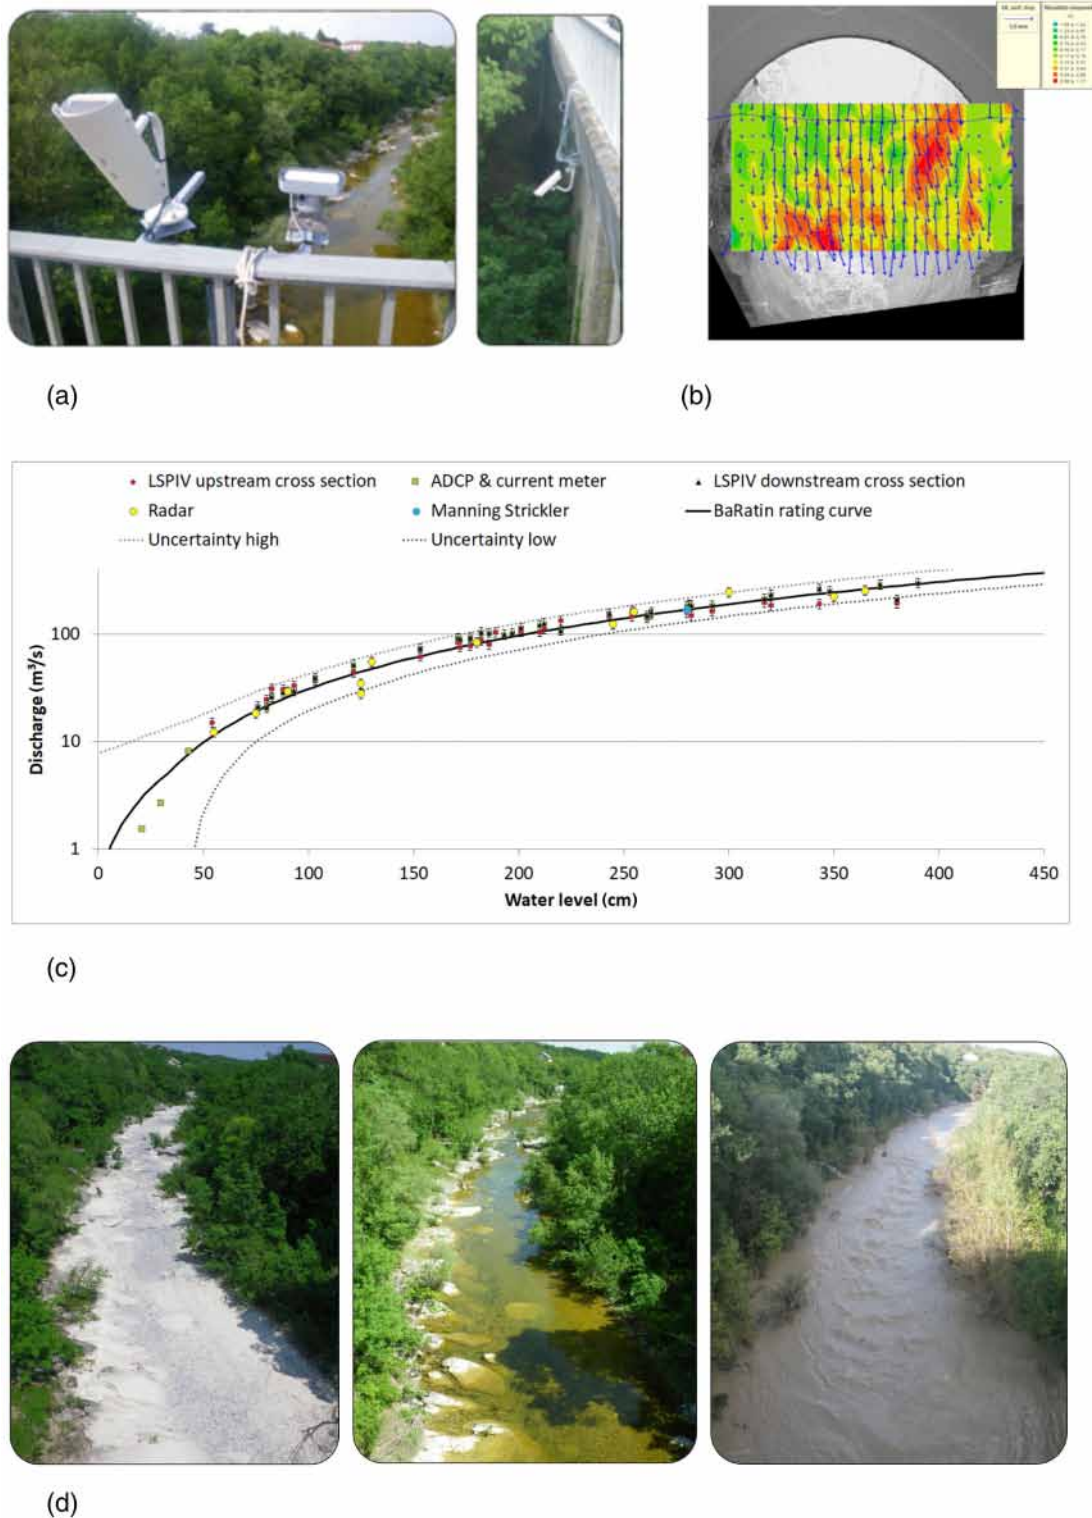 (a)
(b)
LSPIV upstream cross section
ADCP & current meter
LSPIV downstream cross section
Radar
Manning Strickler
BaRatin rating curve
Uncertainty high
Uncertainty low
Discharge (m³/s)
100
10
1
0 50 100 150 200 250 300 350 400 450
Water level (cm)
(c)
(d)